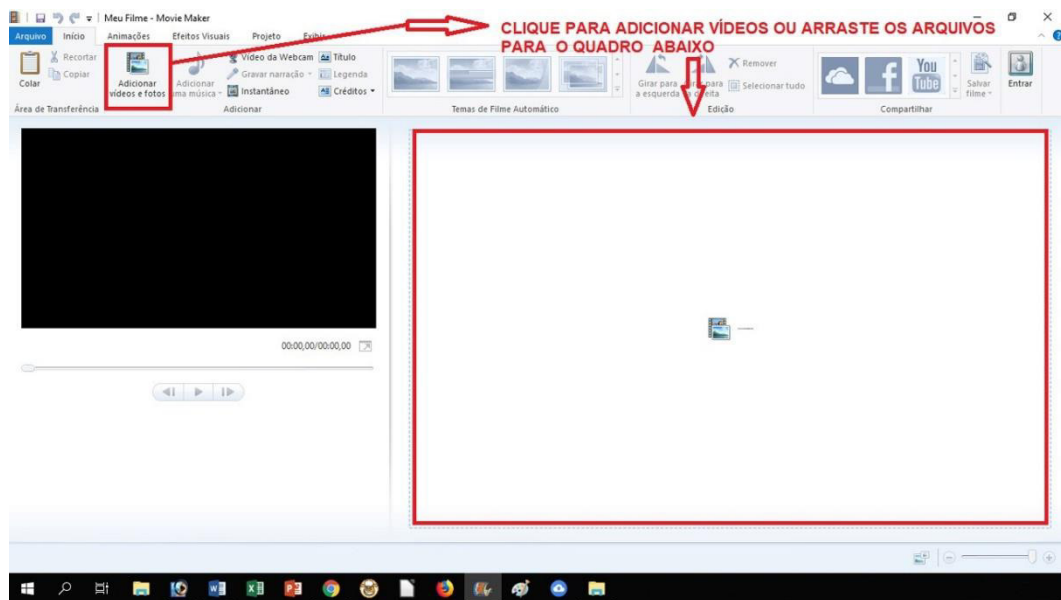 Meu Filme - Movie Maker
CLIQUE PARA ADICIONAR VÍDEOS OU ARRASTE OS ARQUIVOS
PARA O QUADRO ABAIXO
Arquivo Início Animações Efeitos Visuais Projeto
Colar
Recortar
Copiar
Área de Transferência
Adicionar
vídeos e fotos
Adicionar
uma música
Vídeo da Webcam
Gravar narração
Instantâneo
Título
Legenda
Créditos
Adicionar
Temas de Filme Automático
Girar para
a esquerda
para
direita
Remover
Selecionar tudo
Edição
f
You
Tube
Compartilhar
Salvar
filme
Entrar
00:00,00/00:00,00